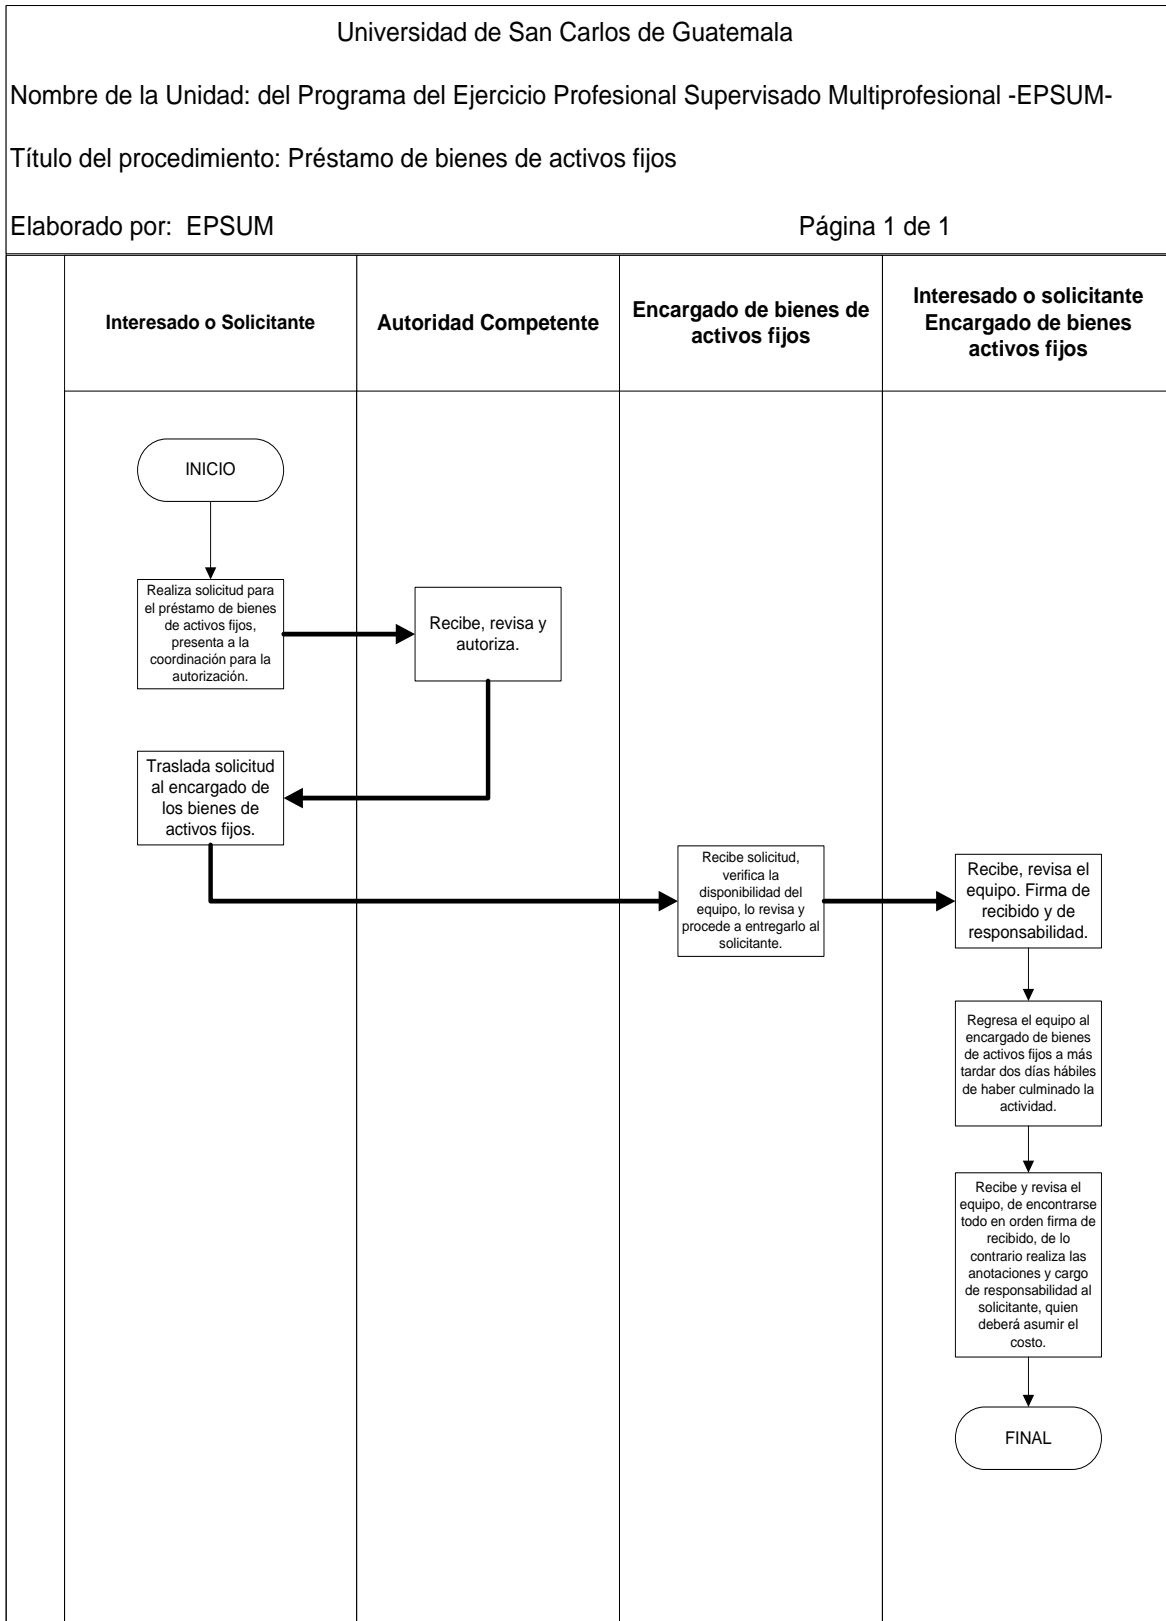 Universidad de San Carlos de Guatemala
Nombre de la Unidad: del Programa del Ejercicio Profesional Supervisado Multiprofesional -EPSUM-
Título del procedimiento: Préstamo de bienes de activos fijos
Elaborado por: EPSUM
Página 1 de 1
Interesado o Solicitante
Autoridad Competente
Encargado de bienes de
activos fijos
Interesado o solicitante
Encargado de bienes
activos fijos
INICIO
Realiza solicitud para
el préstamo de bienes
de activos fijos,
presenta a la
coordinación para la
autorización.
Recibe, revisa y
autoriza.
Traslada solicitud
al encargado de
los bienes de
activos fijos.
Recibe solicitud,
verifica la
disponibilidad del
equipo, lo revisa y
procede a entregarlo al
solicitante.
Recibe, revisa el
equipo. Firma de
recibido y de
responsabilidad.
Regresa el equipo al
encargado de bienes
de activos fijos a más
tardar dos días hábiles
de haber culminado la
actividad.
Recibe y revisa el
equipo, de encontrarse
todo en orden firma de
recibido, de lo
contrario realiza las
anotaciones y cargo
de responsabilidad al
solicitante, quien
deberá asumir el
costo.
FINAL